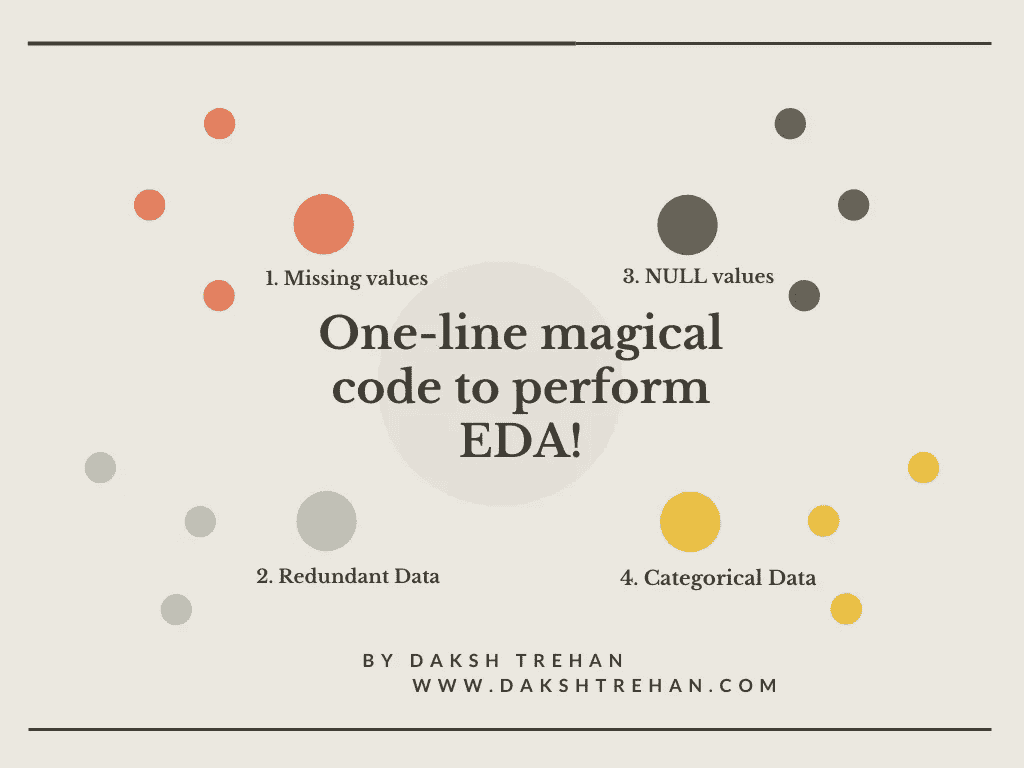 1. Missing values
3. NULL values
One-line magical
code to perform
EDA!
2. Redundant Data
4. Categorical Data
BY DAKSH TREHAN
WWW.DAKSHTREHAN.COM